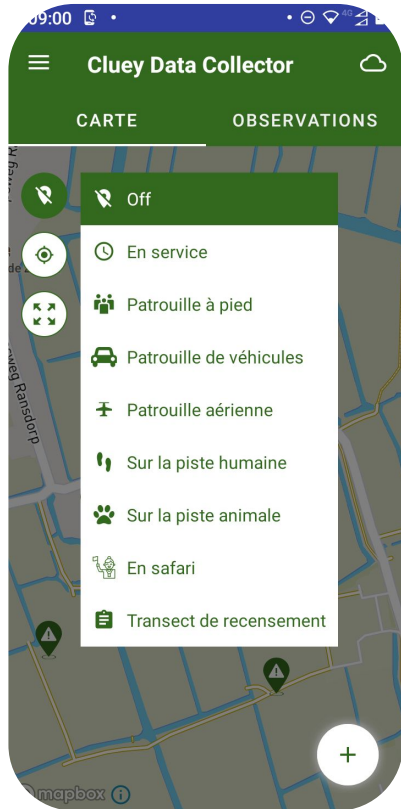 09:00
4G
Cluey Data Collector
CARTE
OBSERVATIONS
Off
En service
Patrouille à pied
Patrouille de véhicules
Patrouille aérienne
Sur la piste humaine
Sur la piste animale
En safari
Transect de recensement
Ransdorp
mapbox